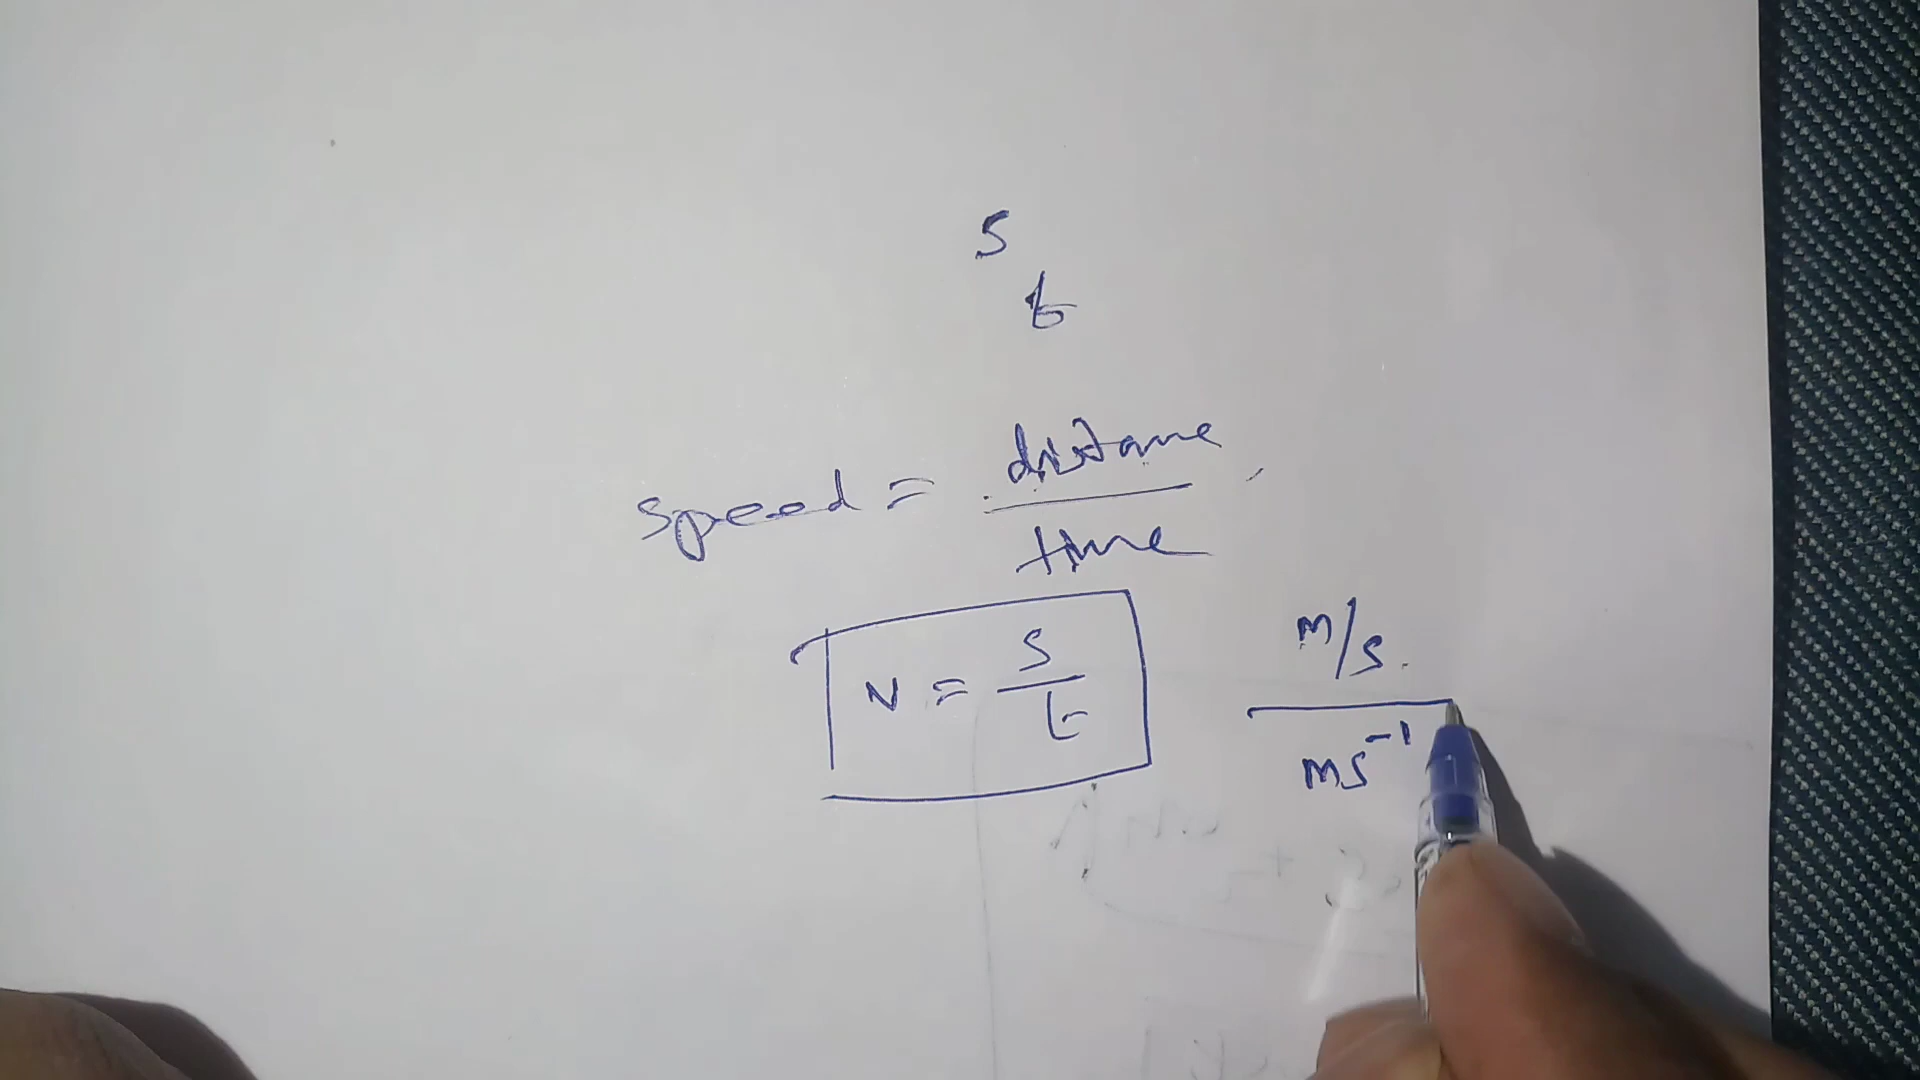 s
t
speed = distance / time
v = s / t
m/s.
ms⁻¹